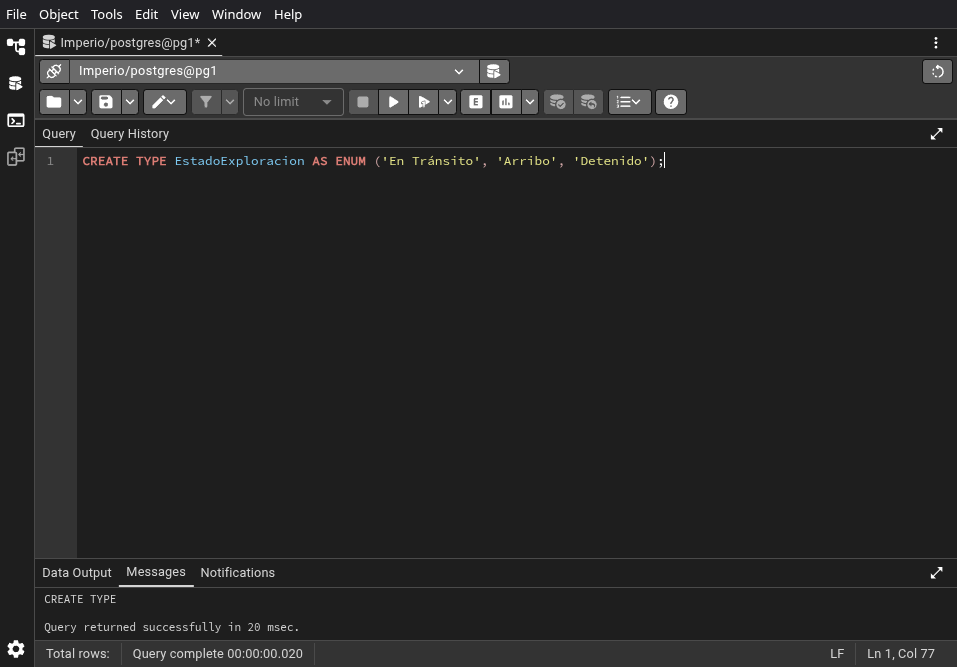 File Object Tools Edit View Window Help
Imperio/postgres@pg1*
Imperio/postgres@pg1
No limit
E
Query Query History
1 CREATE TYPE EstadoExploracion AS ENUM ('En Tránsito', 'Arribo', 'Detenido');
Data Output Messages Notifications
CREATE TYPE
Query returned successfully in 20 msec.
Total rows: Query complete 00:00:00.020 LF Ln 1, Col 77